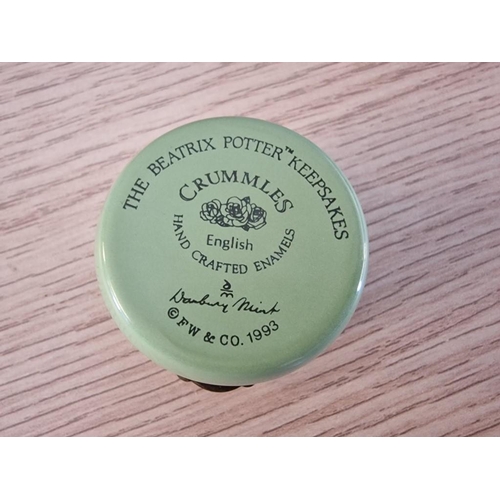 THE BEATRIX POTTER™ KEEPSAKES
CRUMMLES
English
HAND CRAFTED ENAMELS
Danbury Mint
© FW & CO. 1993